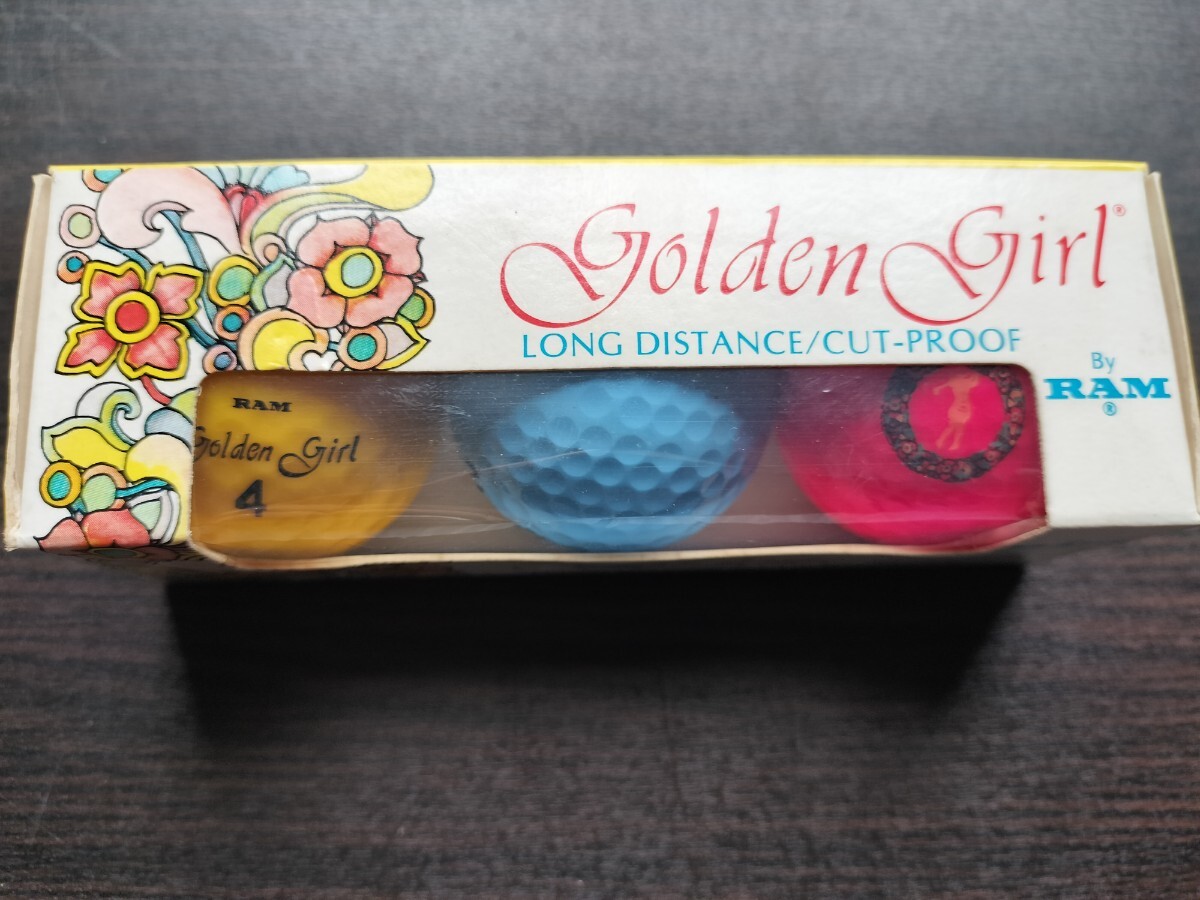 Golden Girl®
LONG DISTANCE/CUT-PROOF
By
RAM
®
RAM
Golden Girl
4